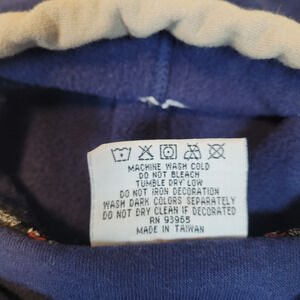 MACHINE WASH COLD
DO NOT BLEACH
TUMBLE DRY LOW
DO NOT IRON DECORATION
WASH DARK COLORS SEPARATELY
DO NOT DRY CLEAN IF DECORATED
RN 93955
MADE IN TAIWAN